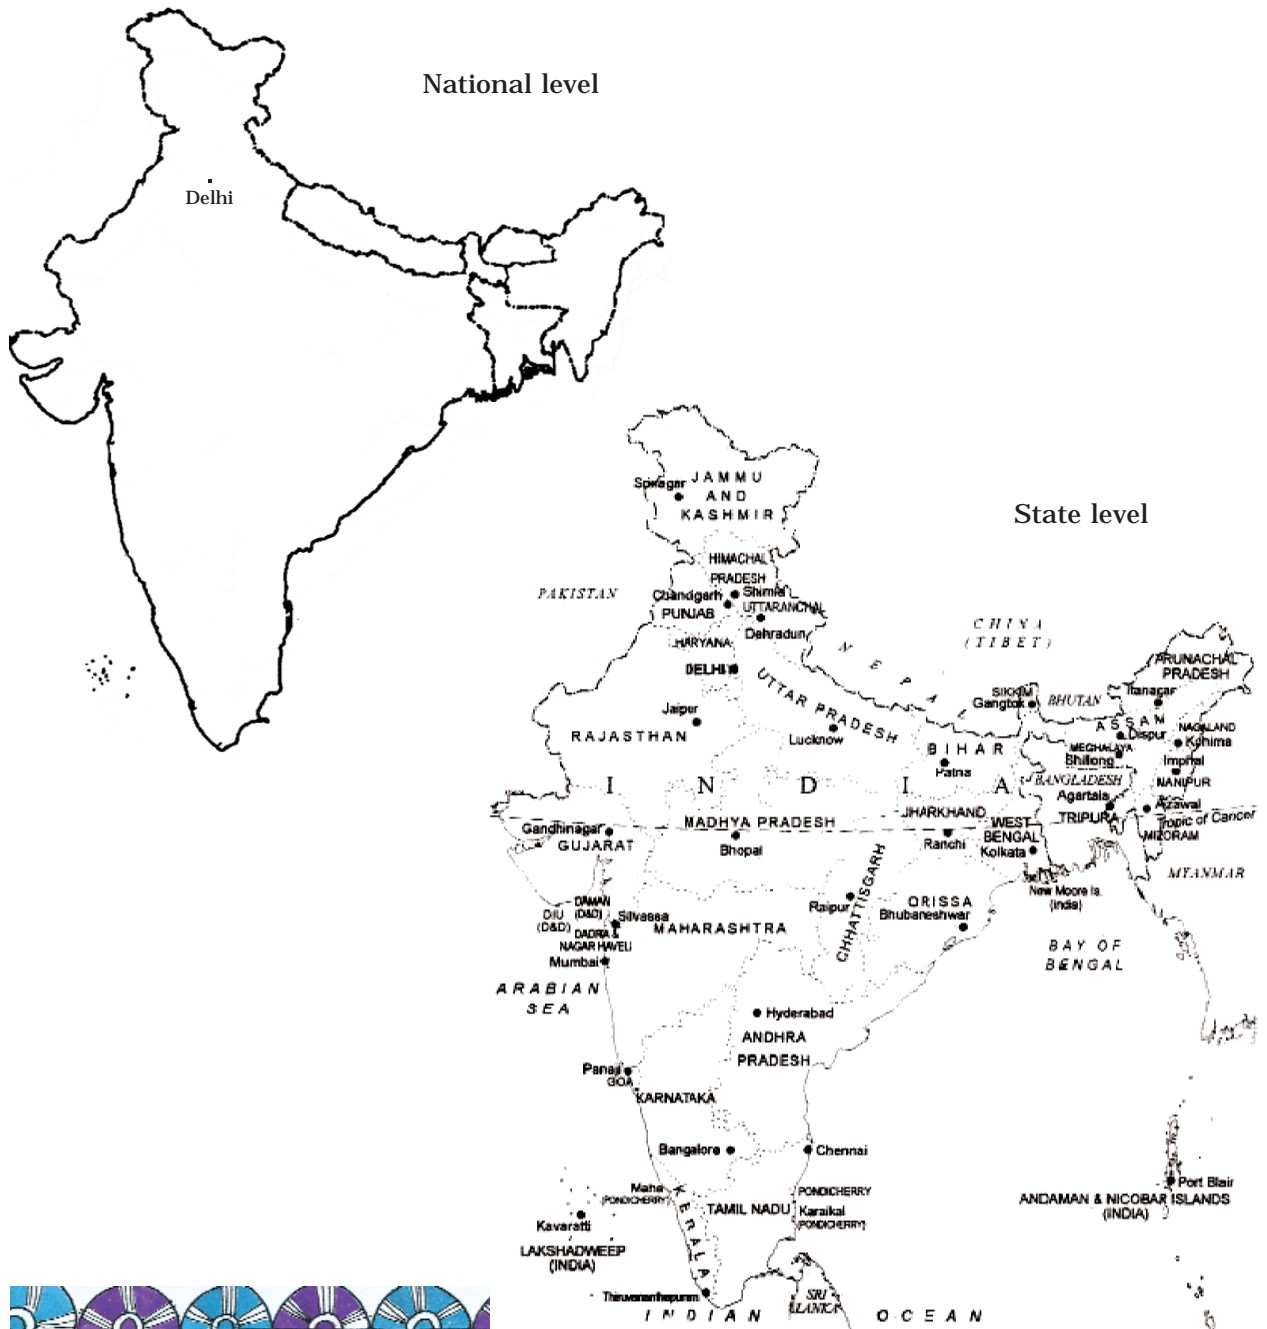 National level
Delhi
State level
JAMMU
AND
KASHMIR
Srinagar
HIMACHAL
PRADESH
Shimla
Chandigarh
PUNJAB
UTTARANCHAL
Dehradun
HARYANA
DELHI
PAKISTAN
CHINA
(TIBET)
NEPAL
ARUNACHAL
PRADESH
Itanagar
SIKKIM
Gangtok
BHUTAN
UTTAR PRADESH
Lucknow
Jaipur
RAJASTHAN
ASSAM
Dispur
NAGALAND
Kohima
MEGHALAYA
Shillong
Imphal
NANIPUR
BIHAR
Patna
INDIA
BANGLADESH
Agartala
TRIPURA
Azawal
Tropic of Cancer
MIZORAM
JHARKHAND
Ranchi
WEST
BENGAL
Kolkata
MADHYA PRADESH
Bhopal
Gandhinagar
GUJARAT
MYANMAR
New Moore Is.
(India)
CHHATTISGARH
Raipur
ORISSA
Bhubaneshwar
DAMAN
(D&D)
DIU
(D&D)
Silvassa
DADRA &
NAGAR HAVELI
MAHARASHTRA
Mumbai
BAY OF
BENGAL
ARABIAN
SEA
Hyderabad
ANDHRA
PRADESH
Panaji
GOA
KARNATAKA
Bangalore
Chennai
Mahe
(PONDICHERRY)
KERALA
TAMIL NADU
PONDICHERRY
Karaikal
(PONDICHERRY)
Port Blair
ANDAMAN & NICOBAR ISLANDS
(INDIA)
Kavaratti
LAKSHADWEEP
(INDIA)
Thiruvananthapuram
SRI
LANKA
INDIAN OCEAN